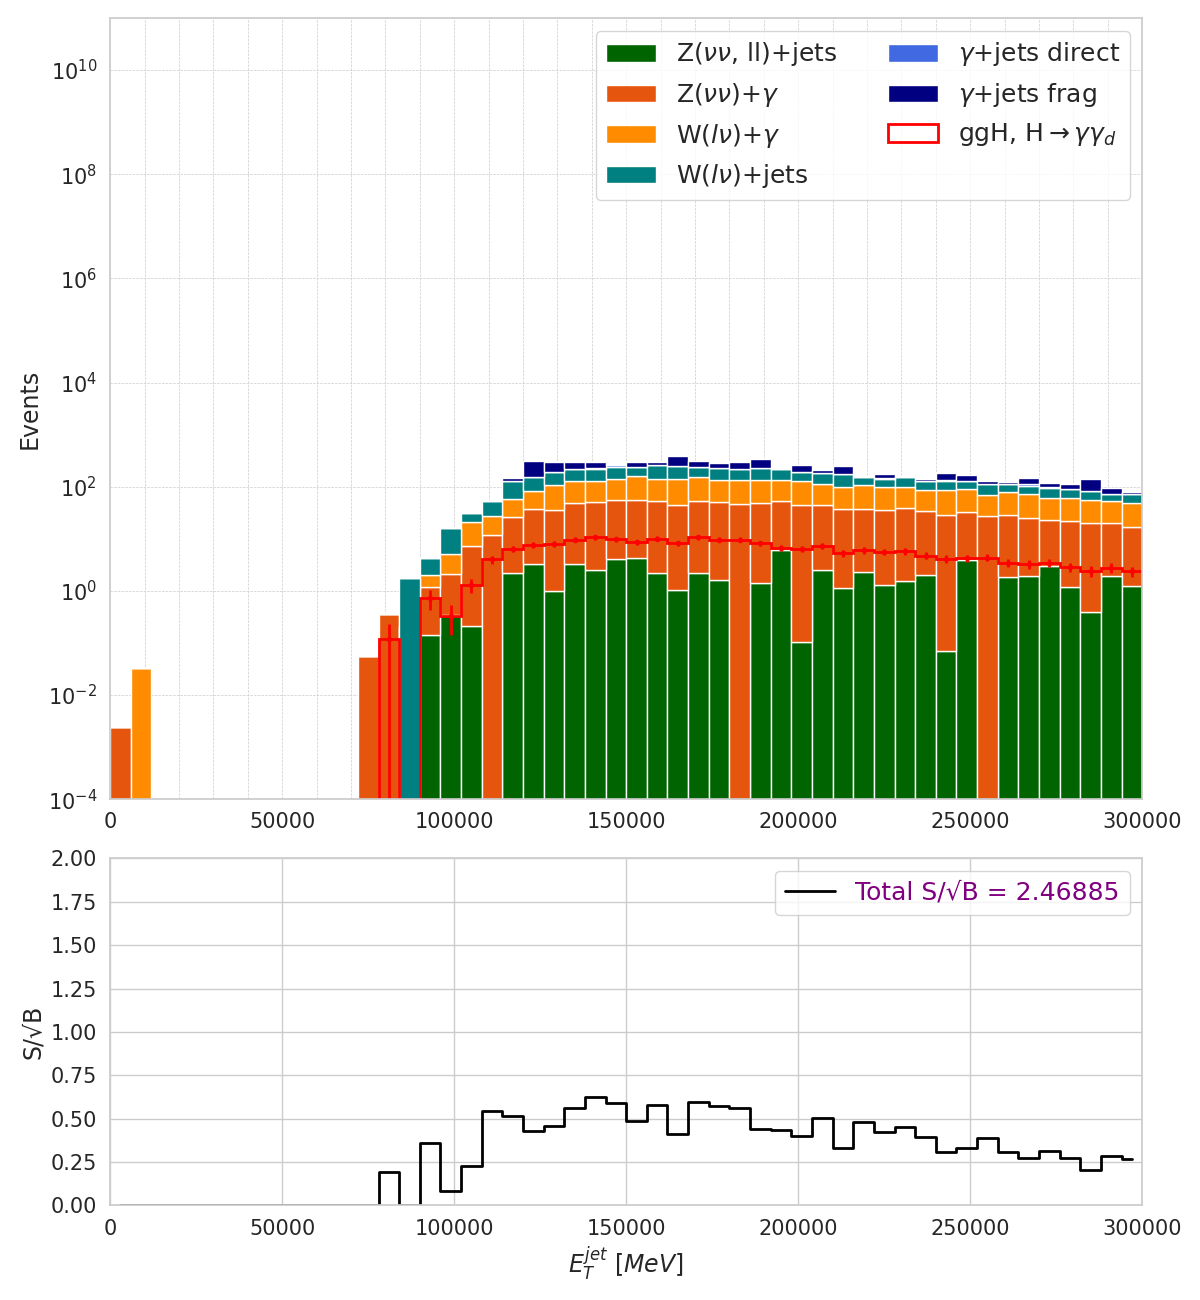 Z(νν, ll)+jets
Z(νν)+γ
W(lν)+γ
W(lν)+jets
γ+jets direct
γ+jets frag
ggH, H→γγ_d
Events
10^10
10^8
10^6
10^4
10^2
10^0
10^−2
10^−4
0 50000 100000 150000 200000 250000 300000
Total S/√B = 2.46885
S/√B
2.00
1.75
1.50
1.25
1.00
0.75
0.50
0.25
0.00
0 50000 100000 150000 200000 250000 300000
E_T^jet [MeV]